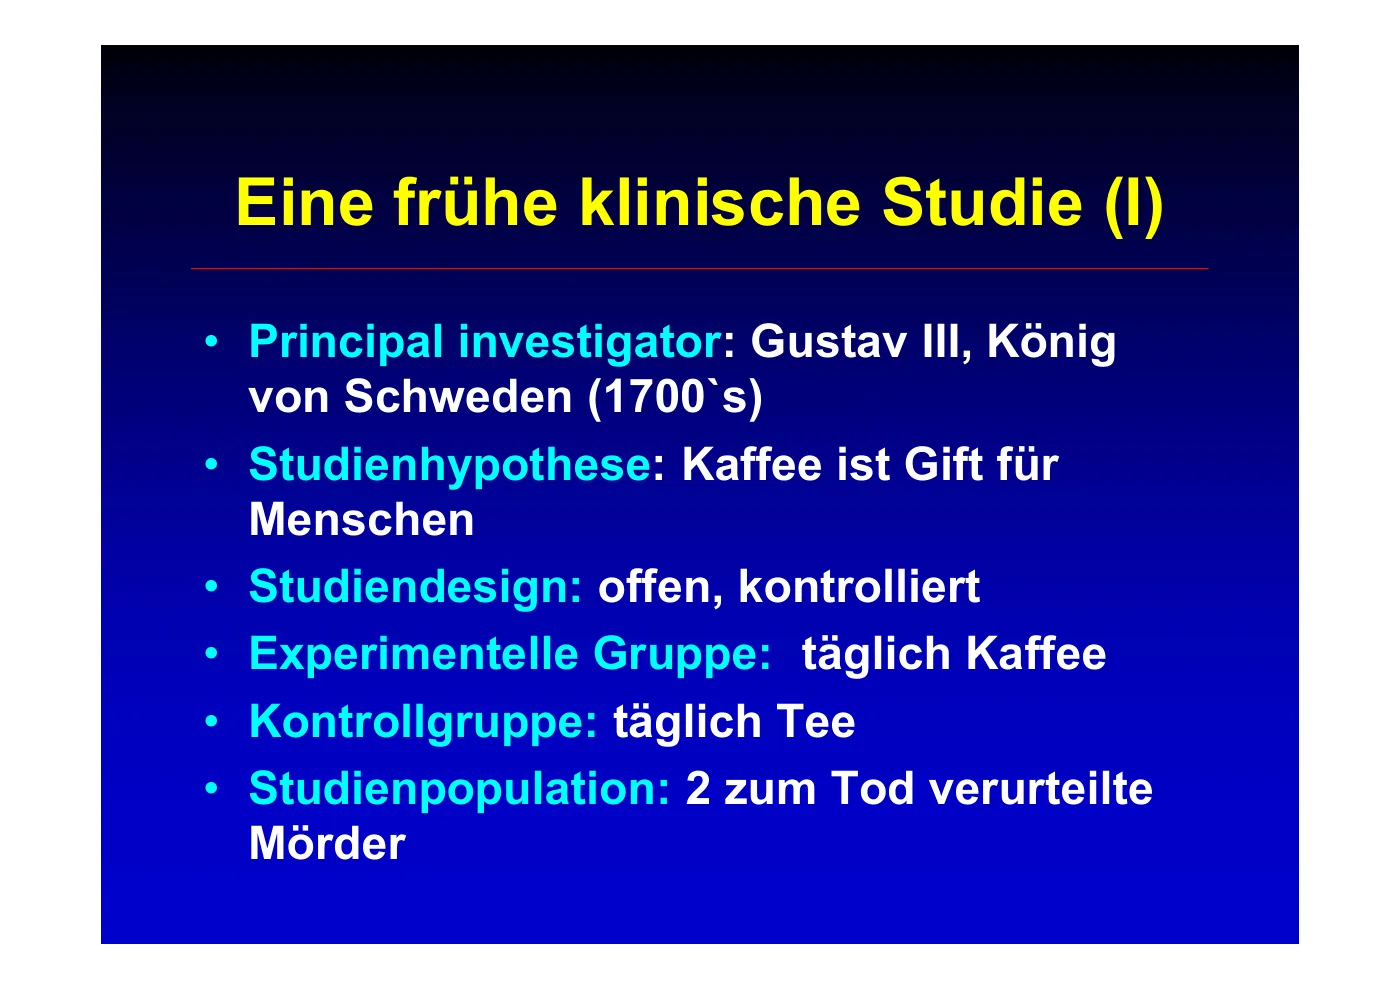 Eine frühe klinische Studie (I)
• Principal investigator: Gustav III, König
von Schweden (1700`s)
• Studienhypothese: Kaffee ist Gift für
Menschen
• Studiendesign: offen, kontrolliert
• Experimentelle Gruppe:  täglich Kaffee
• Kontrollgruppe: täglich Tee
• Studienpopulation: 2 zum Tod verurteilte
Mörder